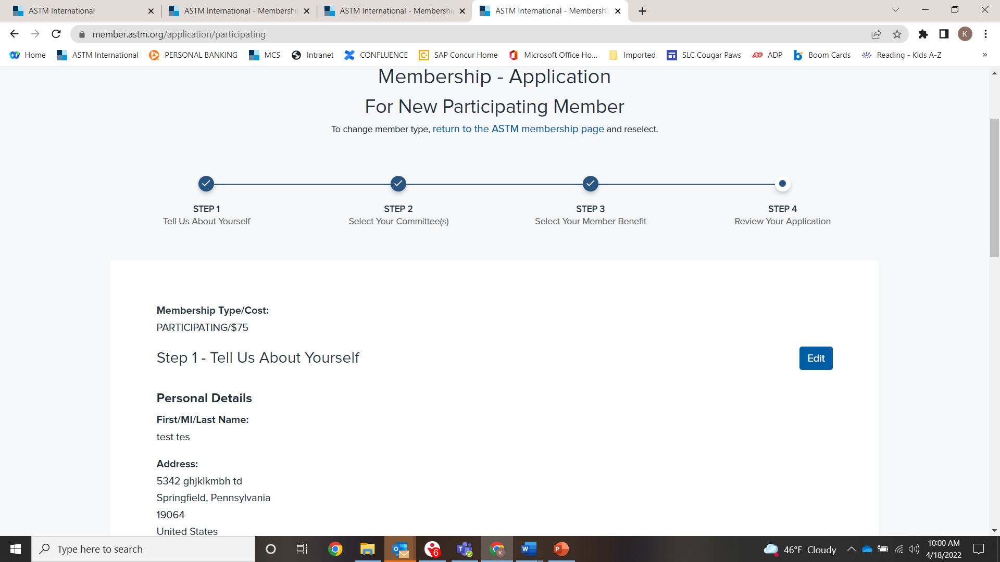 ASTM International
ASTM International - Membershi
ASTM International - Membershi
ASTM International - Membershi
member.astm.org/application/participating
K
Home
ASTM International
PERSONAL BANKING
MCS
Intranet
CONFLUENCE
SAP Concur Home
Microsoft Office Ho...
Imported
SLC Cougar Paws
ADP
Boom Cards
Reading - Kids A-Z
»
Membership - Application
For New Participating Member
To change member type, return to the ASTM membership page and reselect.
STEP 1
Tell Us About Yourself
STEP 2
Select Your Committee(s)
STEP 3
Select Your Member Benefit
STEP 4
Review Your Application
Membership Type/Cost:
PARTICIPATING/$75
Step 1 - Tell Us About Yourself
Edit
Personal Details
First/MI/Last Name:
test tes
Address:
5342 ghjklkmbh td
Springfield, Pennsylvania
19064
United States
Type here to search
6
46°F Cloudy
10:00 AM
4/18/2022